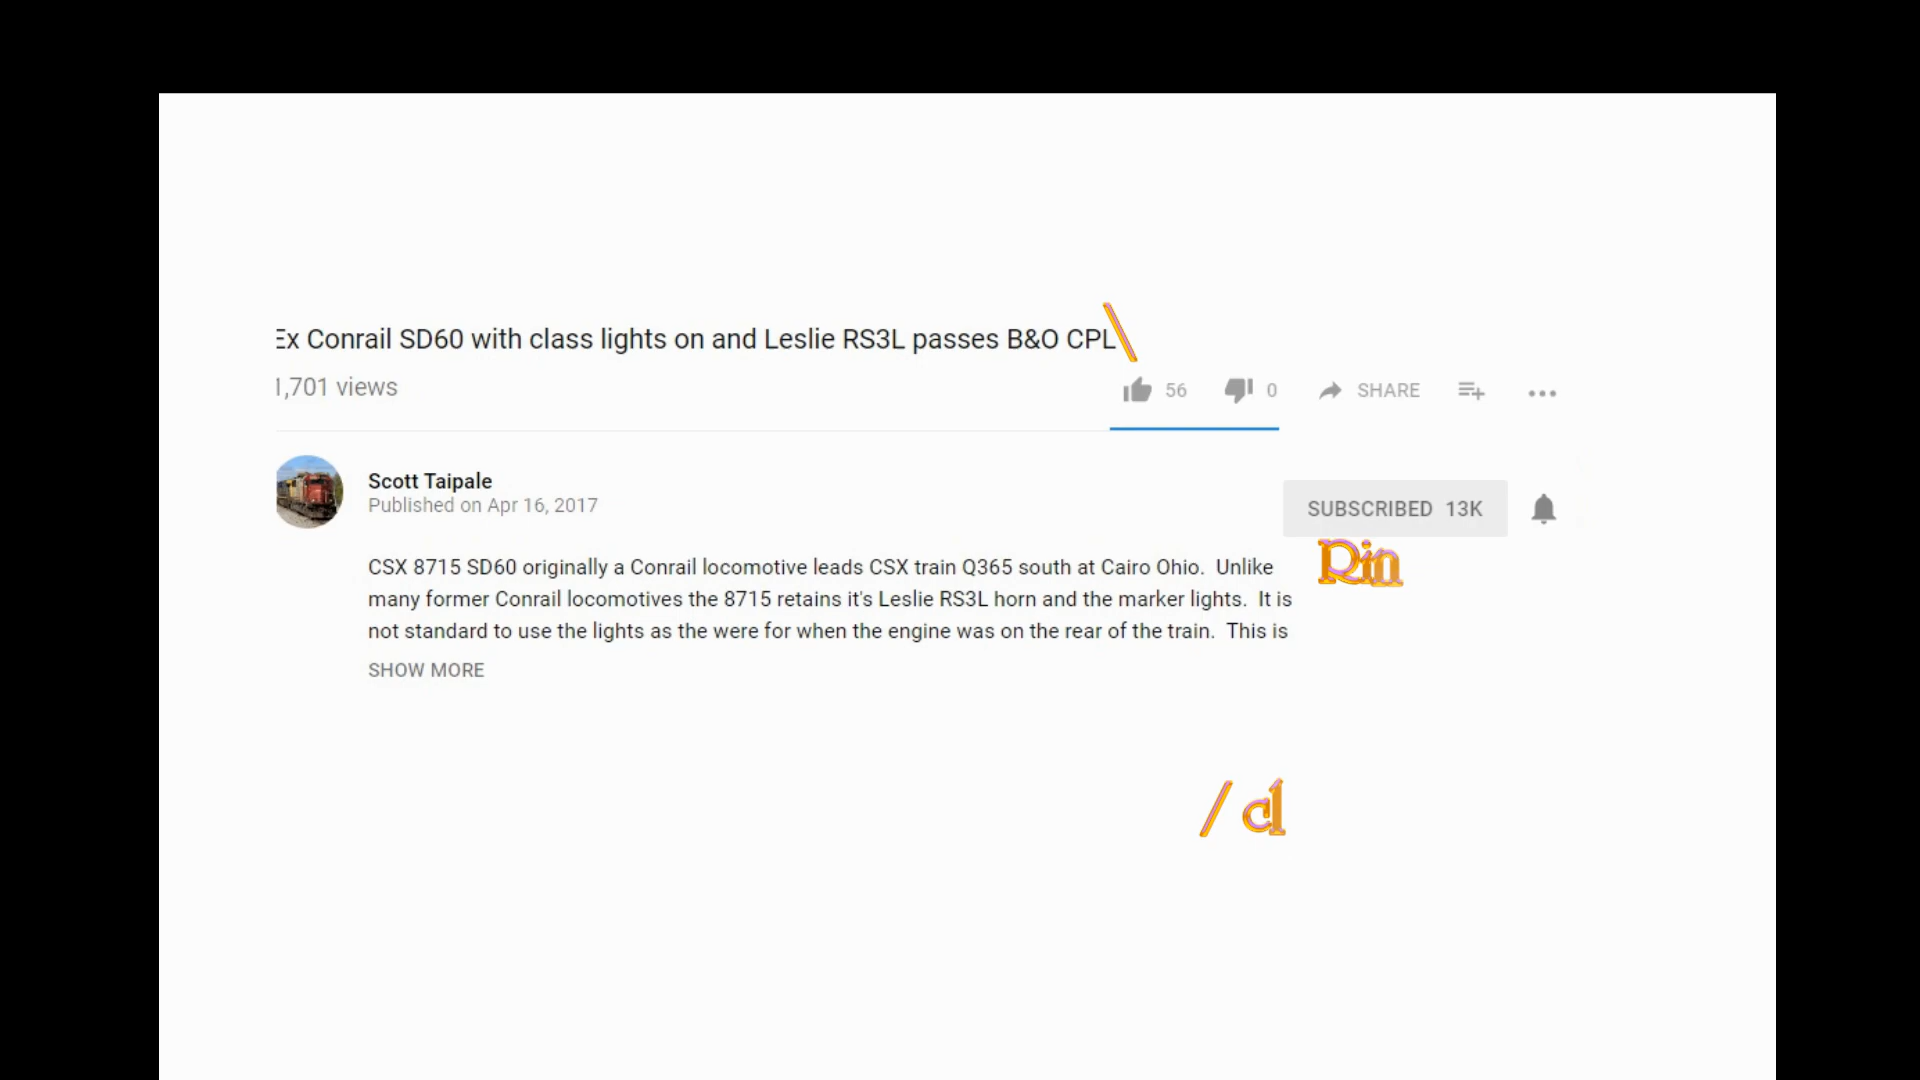 \
Ex Conrail SD60 with class lights on and Leslie RS3L passes B&O CPL
1,701 views
56 0 SHARE
Scott Taipale
Published on Apr 16, 2017
SUBSCRIBED 13K
Rin
CSX 8715 SD60 originally a Conrail locomotive leads CSX train Q365 south at Cairo Ohio. Unlike
many former Conrail locomotives the 8715 retains it's Leslie RS3L horn and the marker lights. It is
not standard to use the lights as the were for when the engine was on the rear of the train. This is
SHOW MORE
/ cl